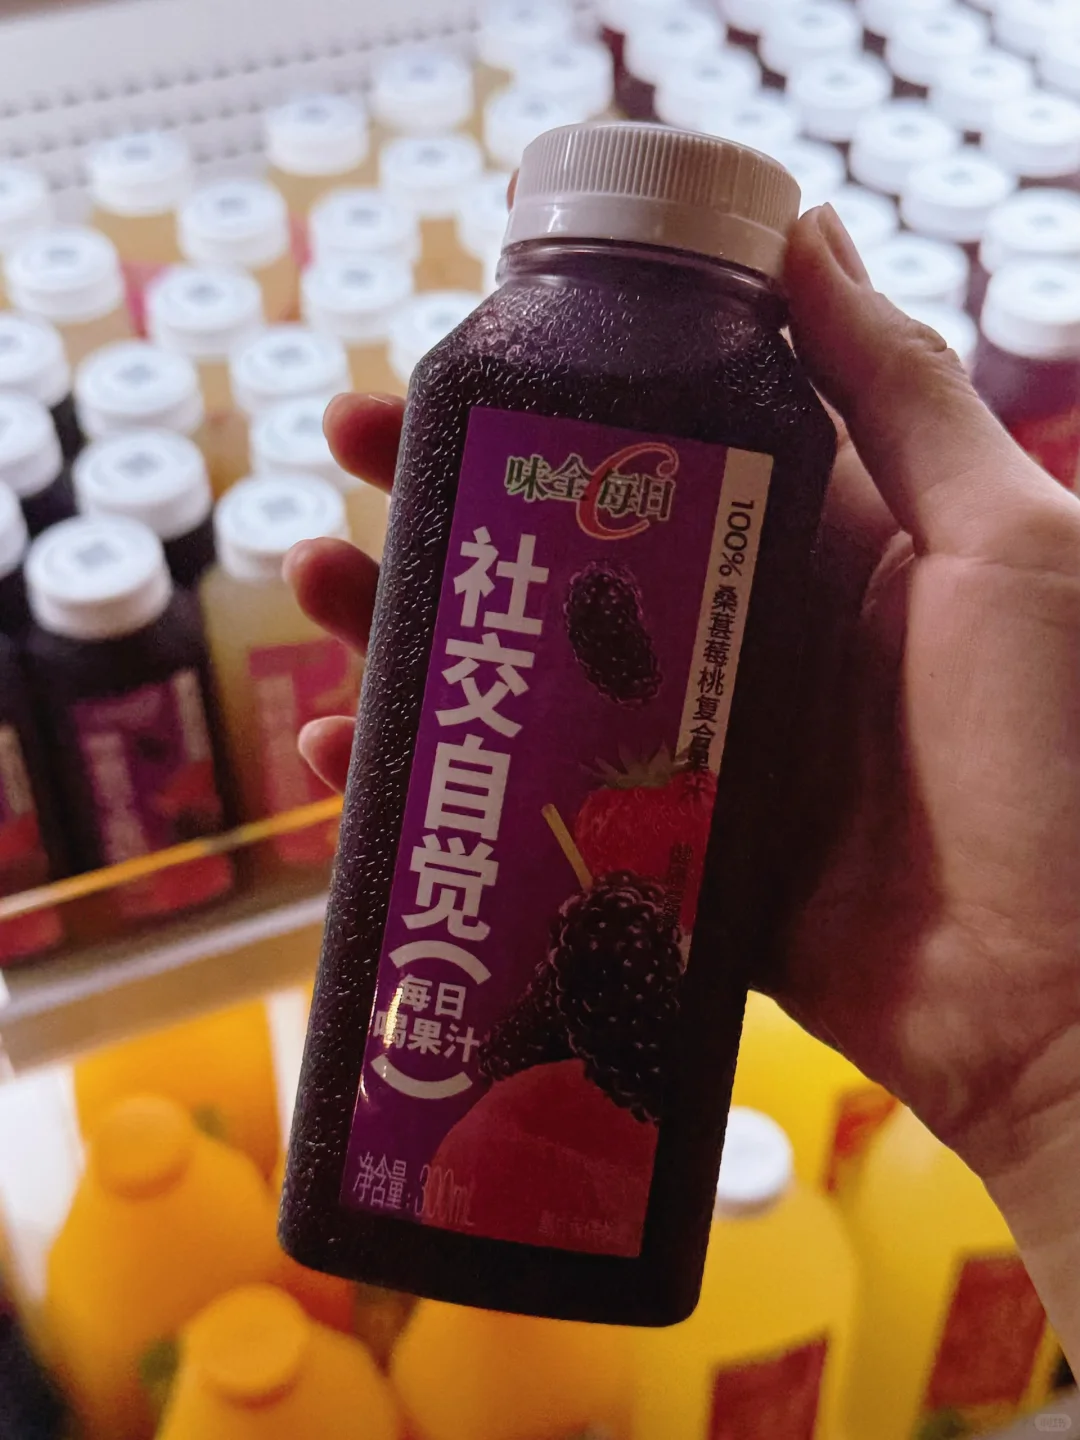 味全每日C
社交自觉
（每日
喝果汁）
100% 桑葚莓桃复合果汁
净含量：300mL